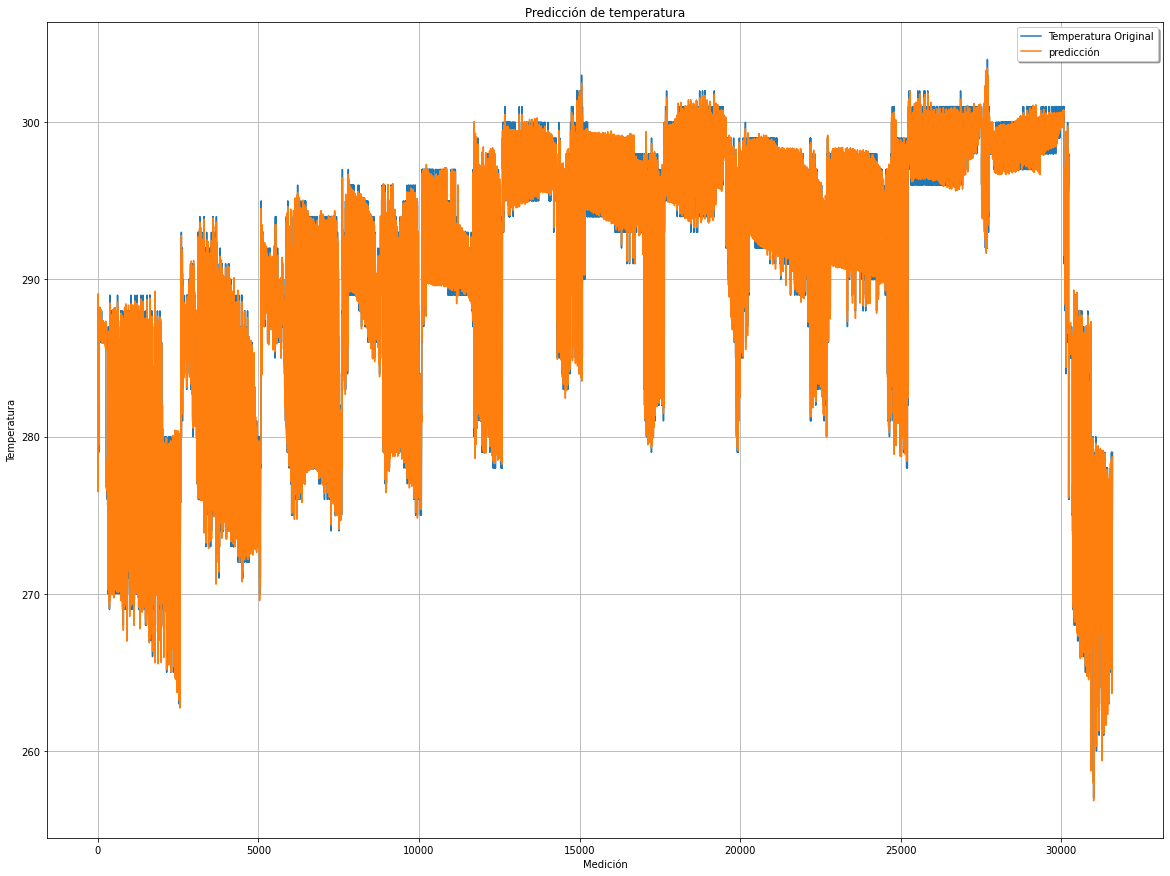 Predicción de temperatura
Temperatura Original
predicción
Temperatura
300
290
280
270
260
0
5000
10000
15000
20000
25000
30000
Medición